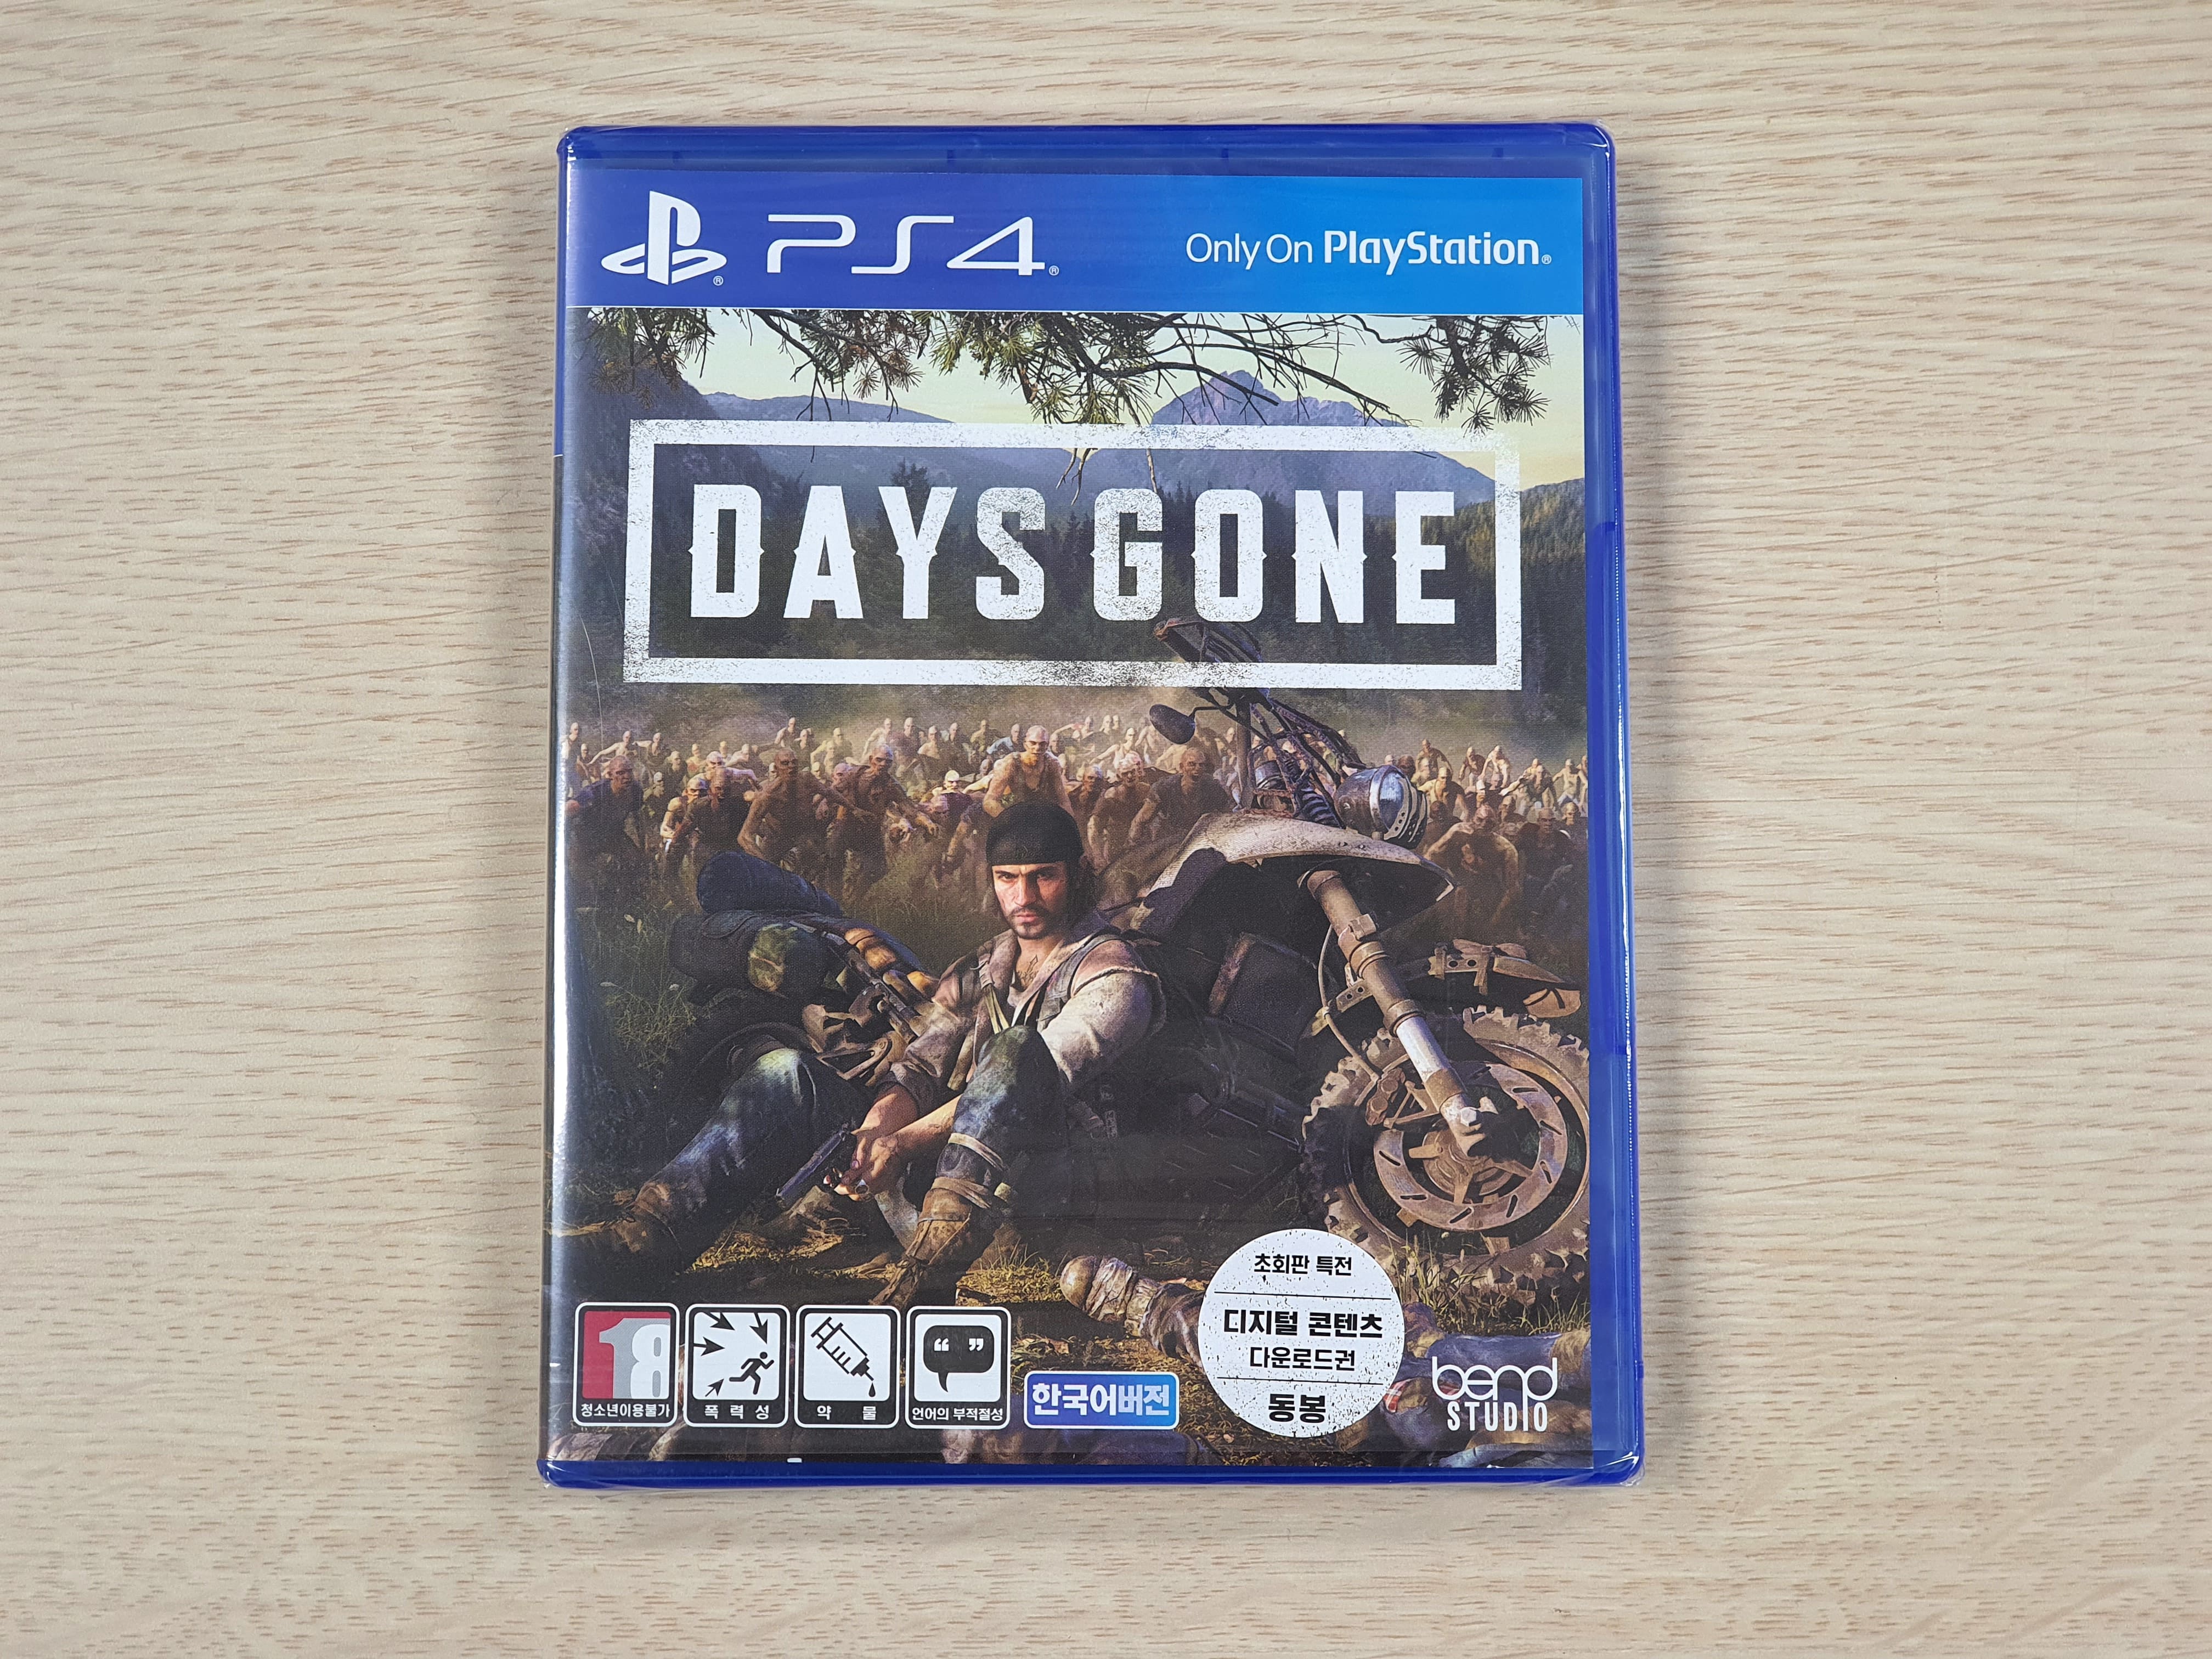 PS4
Only On PlayStation
DAYS GONE
초회판 특전
디지털 콘텐츠
다운로드권
동봉
18
청소년이용불가
폭력성
약물
언어의 부적절성
한국어버전
bend
STUDIO